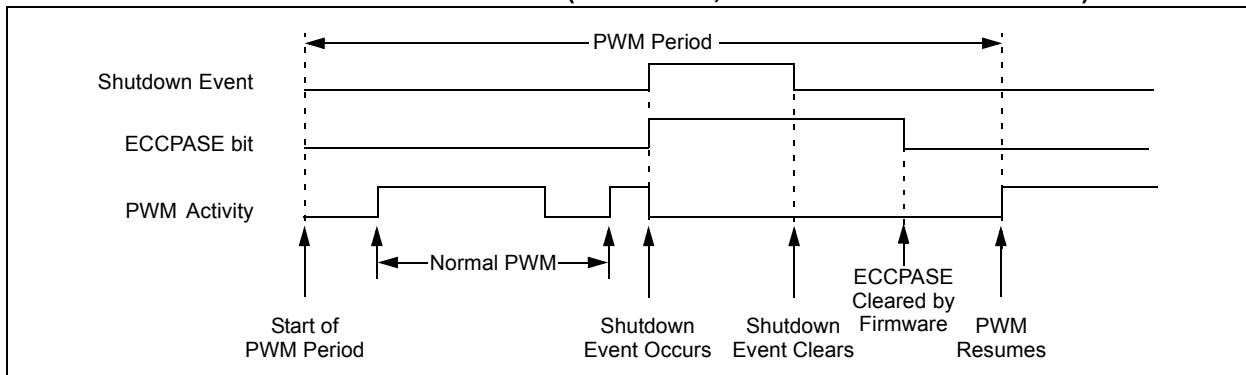 PWM Period
Shutdown Event
ECCPASE bit
PWM Activity
Normal PWM
Start of
PWM Period
Shutdown
Event Occurs
Shutdown
Event Clears
ECCPASE
Cleared by
Firmware
PWM
Resumes